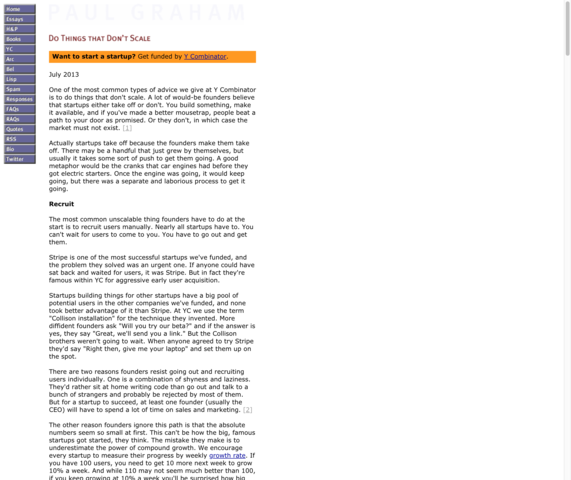 PAUL GRAHAM
Home
Essays
H&P
Books
YC
Arc
Bel
Lisp
Spam
Responses
FAQs
RAQs
Quotes
RSS
Bio
Twitter
Do Things that Don't Scale
Want to start a startup? Get funded by Y Combinator.
July 2013
One of the most common types of advice we give at Y Combinator
is to do things that don't scale. A lot of would-be founders believe
that startups either take off or don't. You build something, make
it available, and if you've made a better mousetrap, people beat a
path to your door as promised. Or they don't, in which case the
market must not exist. [1]
Actually startups take off because the founders make them take
off. There may be a handful that just grew by themselves, but
usually it takes some sort of push to get them going. A good
metaphor would be the cranks that car engines had before they
got electric starters. Once the engine was going, it would keep
going, but there was a separate and laborious process to get it
going.
Recruit
The most common unscalable thing founders have to do at the
start is to recruit users manually. Nearly all startups have to. You
can't wait for users to come to you. You have to go out and get
them.
Stripe is one of the most successful startups we've funded, and
the problem they solved was an urgent one. If anyone could have
sat back and waited for users, it was Stripe. But in fact they're
famous within YC for aggressive early user acquisition.
Startups building things for other startups have a big pool of
potential users in the other companies we've funded, and none
took better advantage of it than Stripe. At YC we use the term
"Collison installation" for the technique they invented. More
diffident founders ask "Will you try our beta?" and if the answer is
yes, they say "Great, we'll send you a link." But the Collison
brothers weren't going to wait. When anyone agreed to try Stripe
they'd say "Right then, give me your laptop" and set them up on
the spot.
There are two reasons founders resist going out and recruiting
users individually. One is a combination of shyness and laziness.
They'd rather sit at home writing code than go out and talk to a
bunch of strangers and probably be rejected by most of them.
But for a startup to succeed, at least one founder (usually the
CEO) will have to spend a lot of time on sales and marketing. [2]
The other reason founders ignore this path is that the absolute
numbers seem so small at first. This can't be how the big, famous
startups got started, they think. The mistake they make is to
underestimate the power of compound growth. We encourage
every startup to measure their progress by weekly growth rate. If
you have 100 users, you need to get 10 more next week to grow
10% a week. And while 110 may not seem much better than 100,
if you keep growing at 10% a week you'll be surprised how big